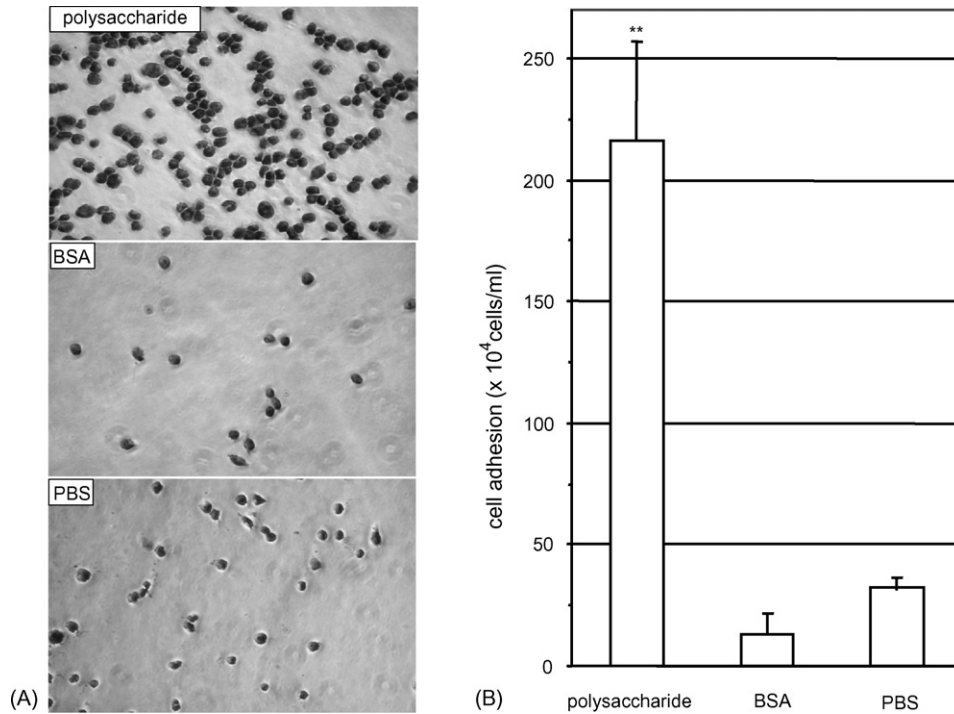 polysaccharide
BSA
PBS
(A)
**
250
200
150
100
50
0
cell adhesion (x 10⁴cells/ml)
polysaccharide BSA PBS
(B)